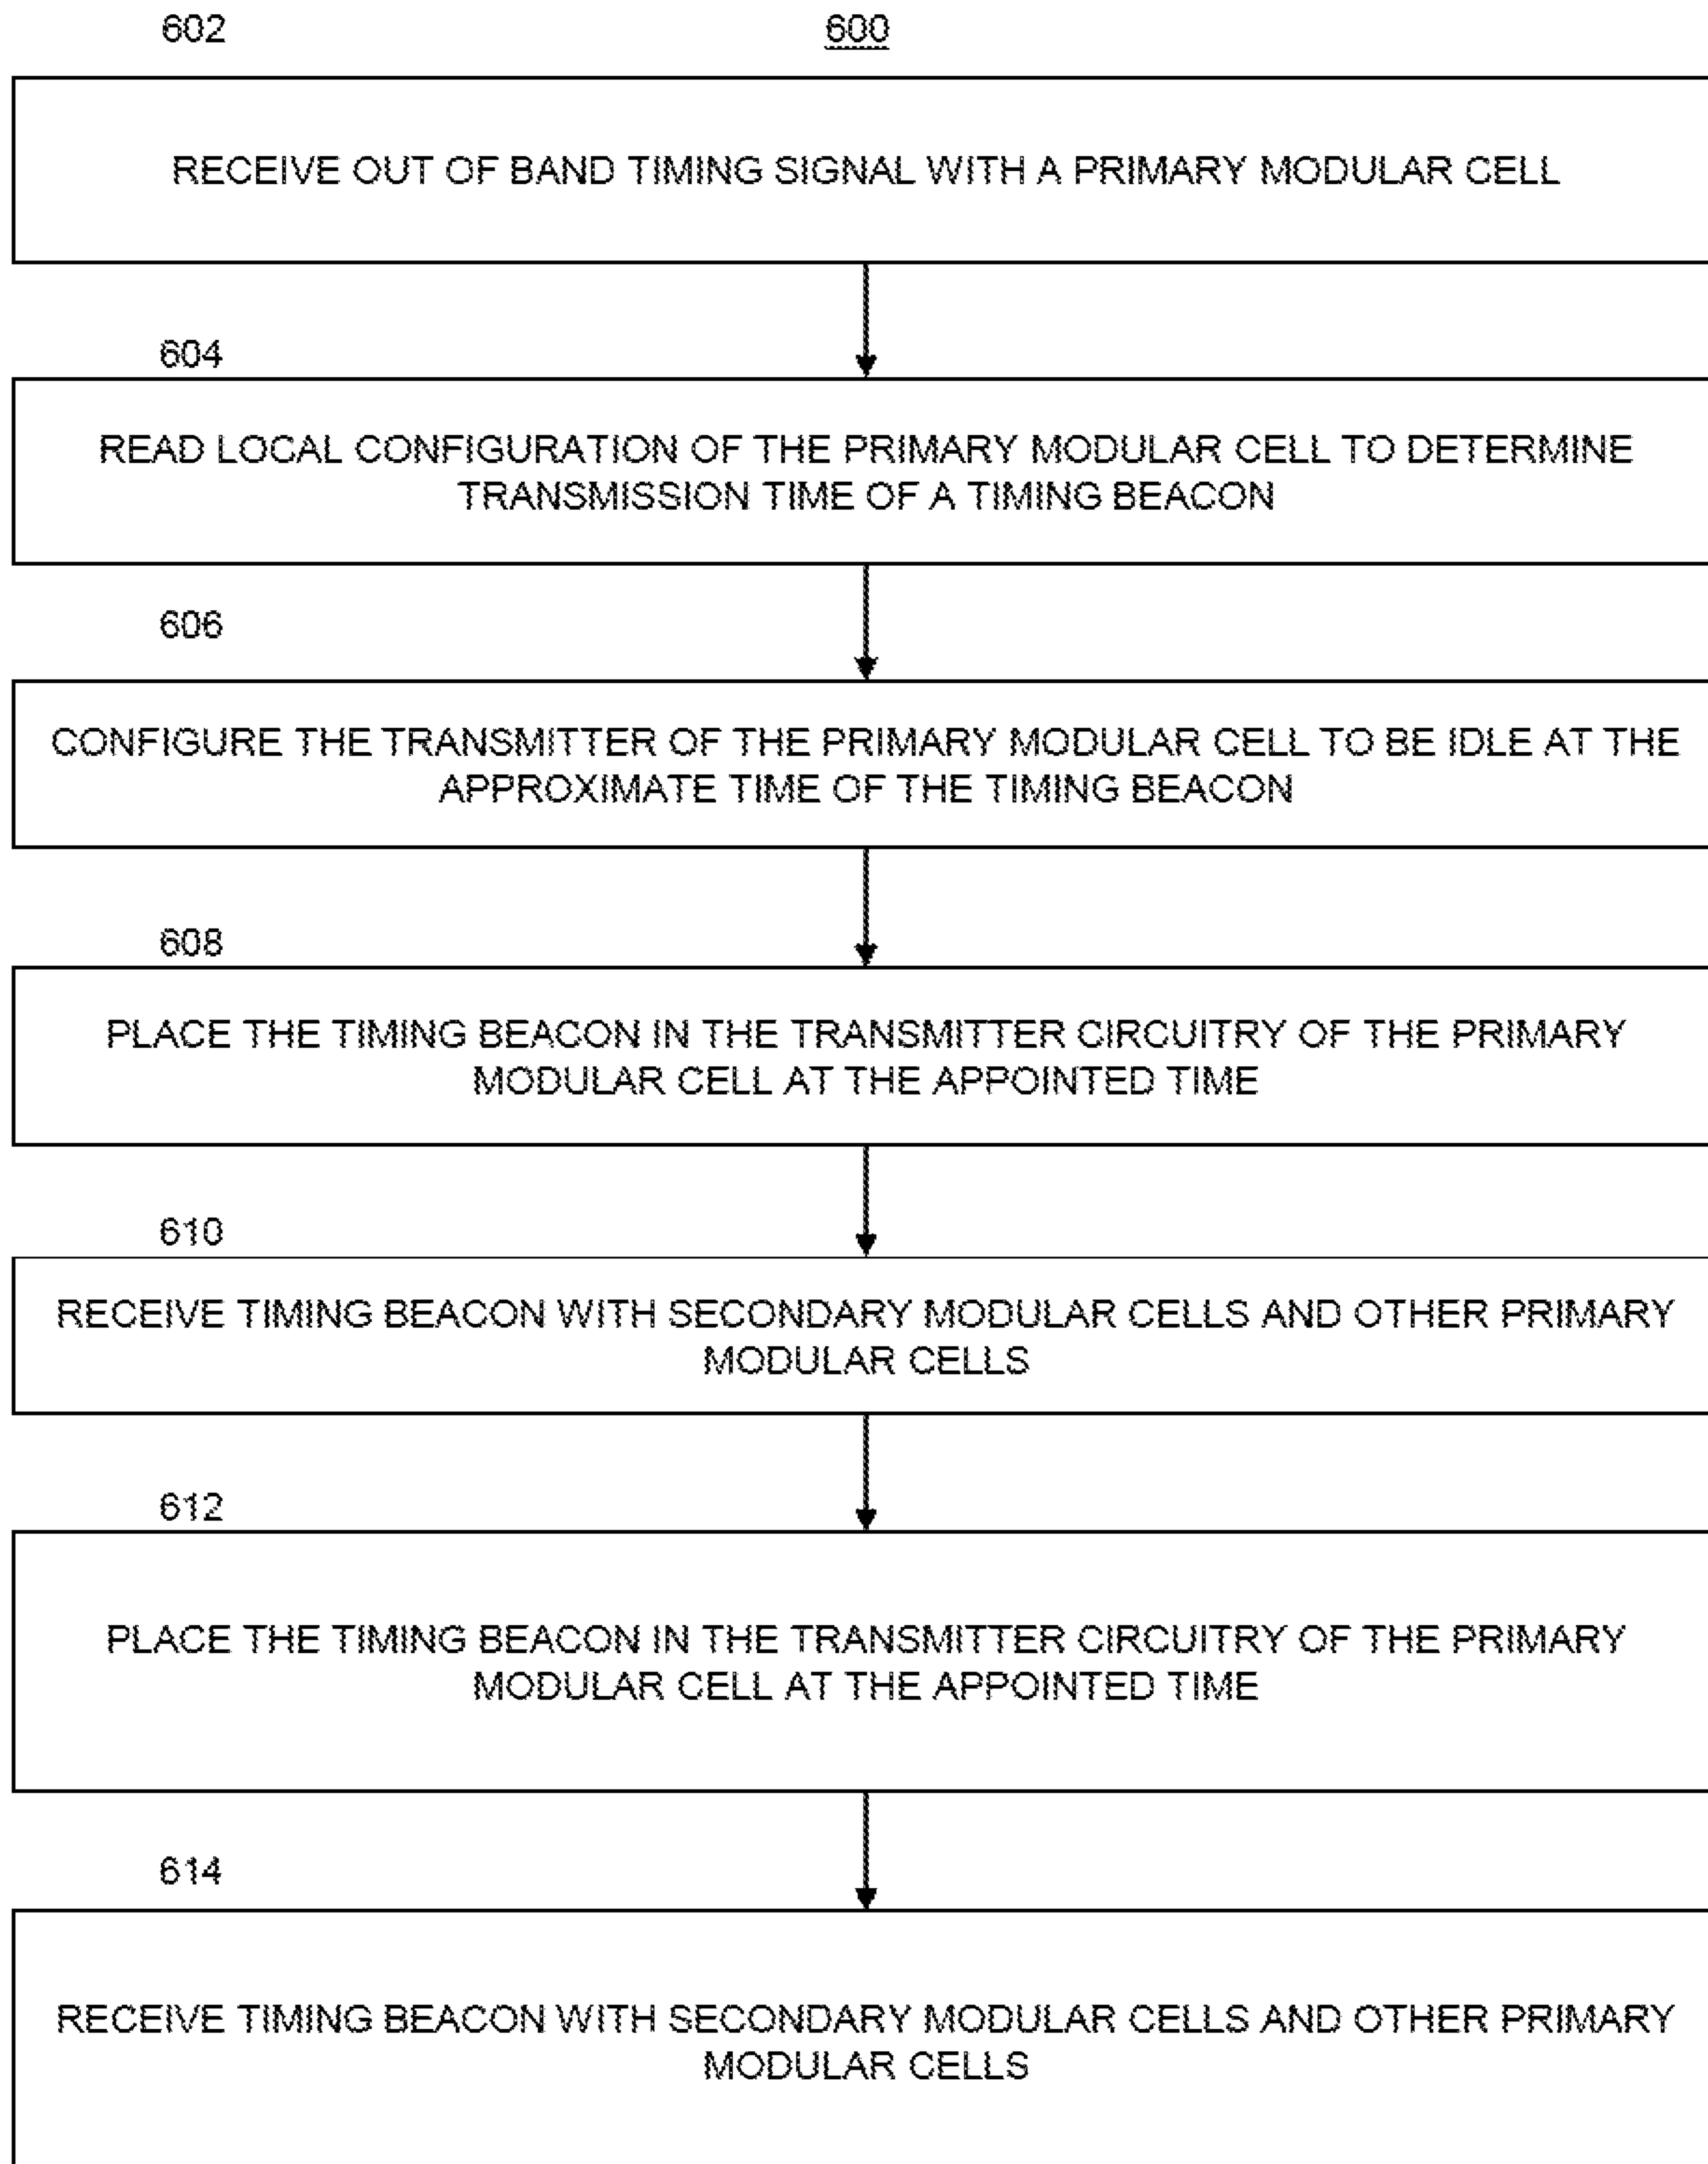 602
600
RECEIVE OUT OF BAND TIMING SIGNAL WITH A PRIMARY MODULAR CELL
604
READ LOCAL CONFIGURATION OF THE PRIMARY MODULAR CELL TO DETERMINE
TRANSMISSION TIME OF A TIMING BEACON
606
CONFIGURE THE TRANSMITTER OF THE PRIMARY MODULAR CELL TO BE IDLE AT THE
APPROXIMATE TIME OF THE TIMING BEACON
608
PLACE THE TIMING BEACON IN THE TRANSMITTER CIRCUITRY OF THE PRIMARY
MODULAR CELL AT THE APPOINTED TIME
610
RECEIVE TIMING BEACON WITH SECONDARY MODULAR CELLS AND OTHER PRIMARY
MODULAR CELLS
612
PLACE THE TIMING BEACON IN THE TRANSMITTER CIRCUITRY OF THE PRIMARY
MODULAR CELL AT THE APPOINTED TIME
614
RECEIVE TIMING BEACON WITH SECONDARY MODULAR CELLS AND OTHER PRIMARY
MODULAR CELLS